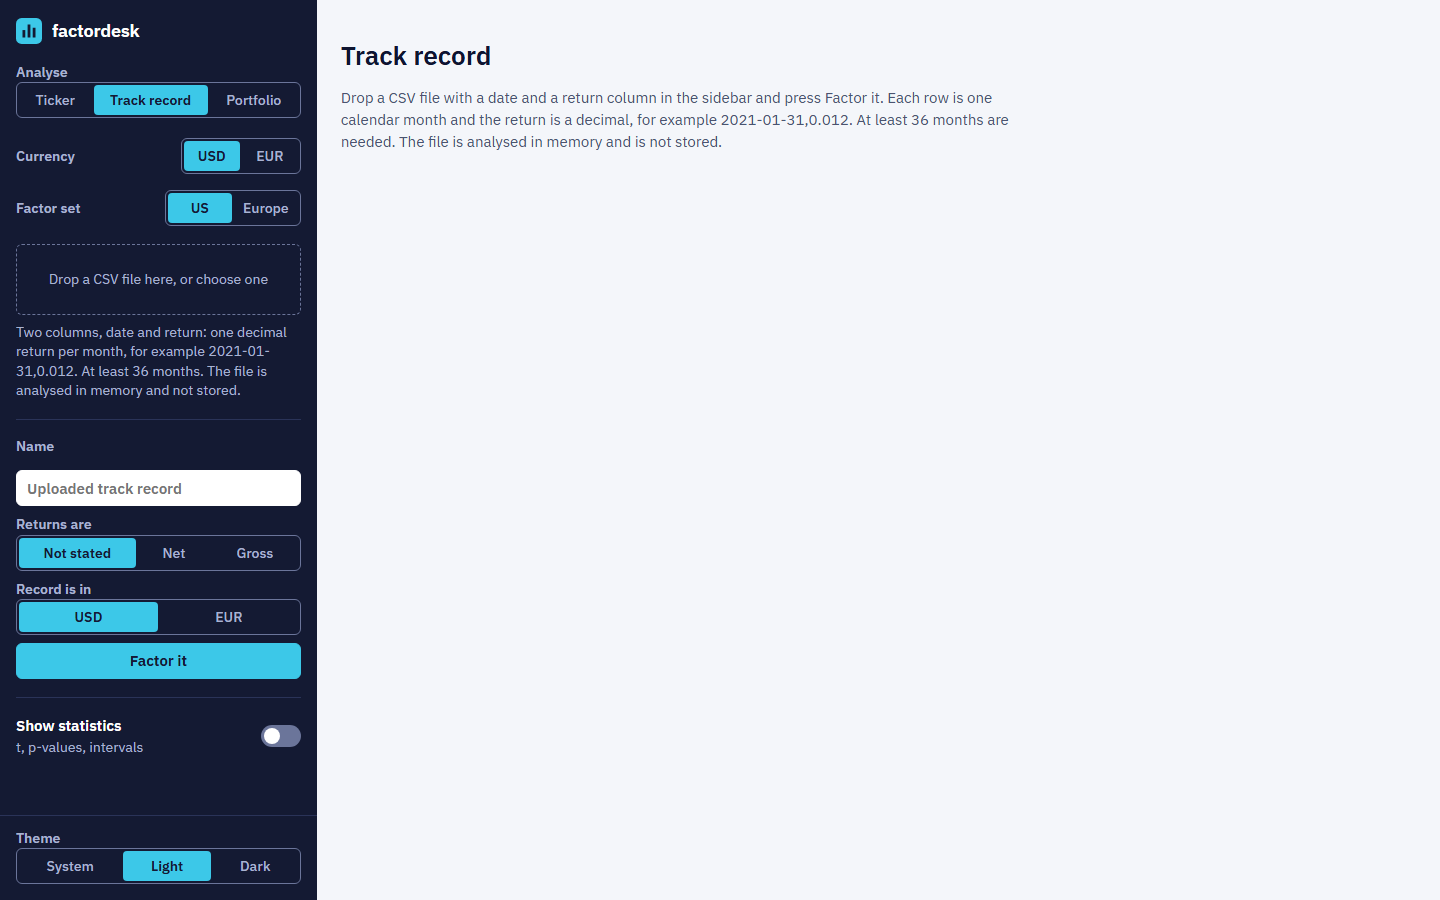 factordesk
Analyse
Ticker Track record Portfolio
Currency USD EUR
Factor set US Europe
Drop a CSV file here, or choose one
Two columns, date and return: one decimal
return per month, for example 2021-01-
31,0.012. At least 36 months. The file is
analysed in memory and not stored.
Name
Uploaded track record
Returns are
Not stated Net Gross
Record is in
USD EUR
Factor it
Show statistics
t, p-values, intervals
Theme
System Light Dark
Track record
Drop a CSV file with a date and a return column in the sidebar and press Factor it. Each row is one
calendar month and the return is a decimal, for example 2021-01-31,0.012. At least 36 months are
needed. The file is analysed in memory and is not stored.